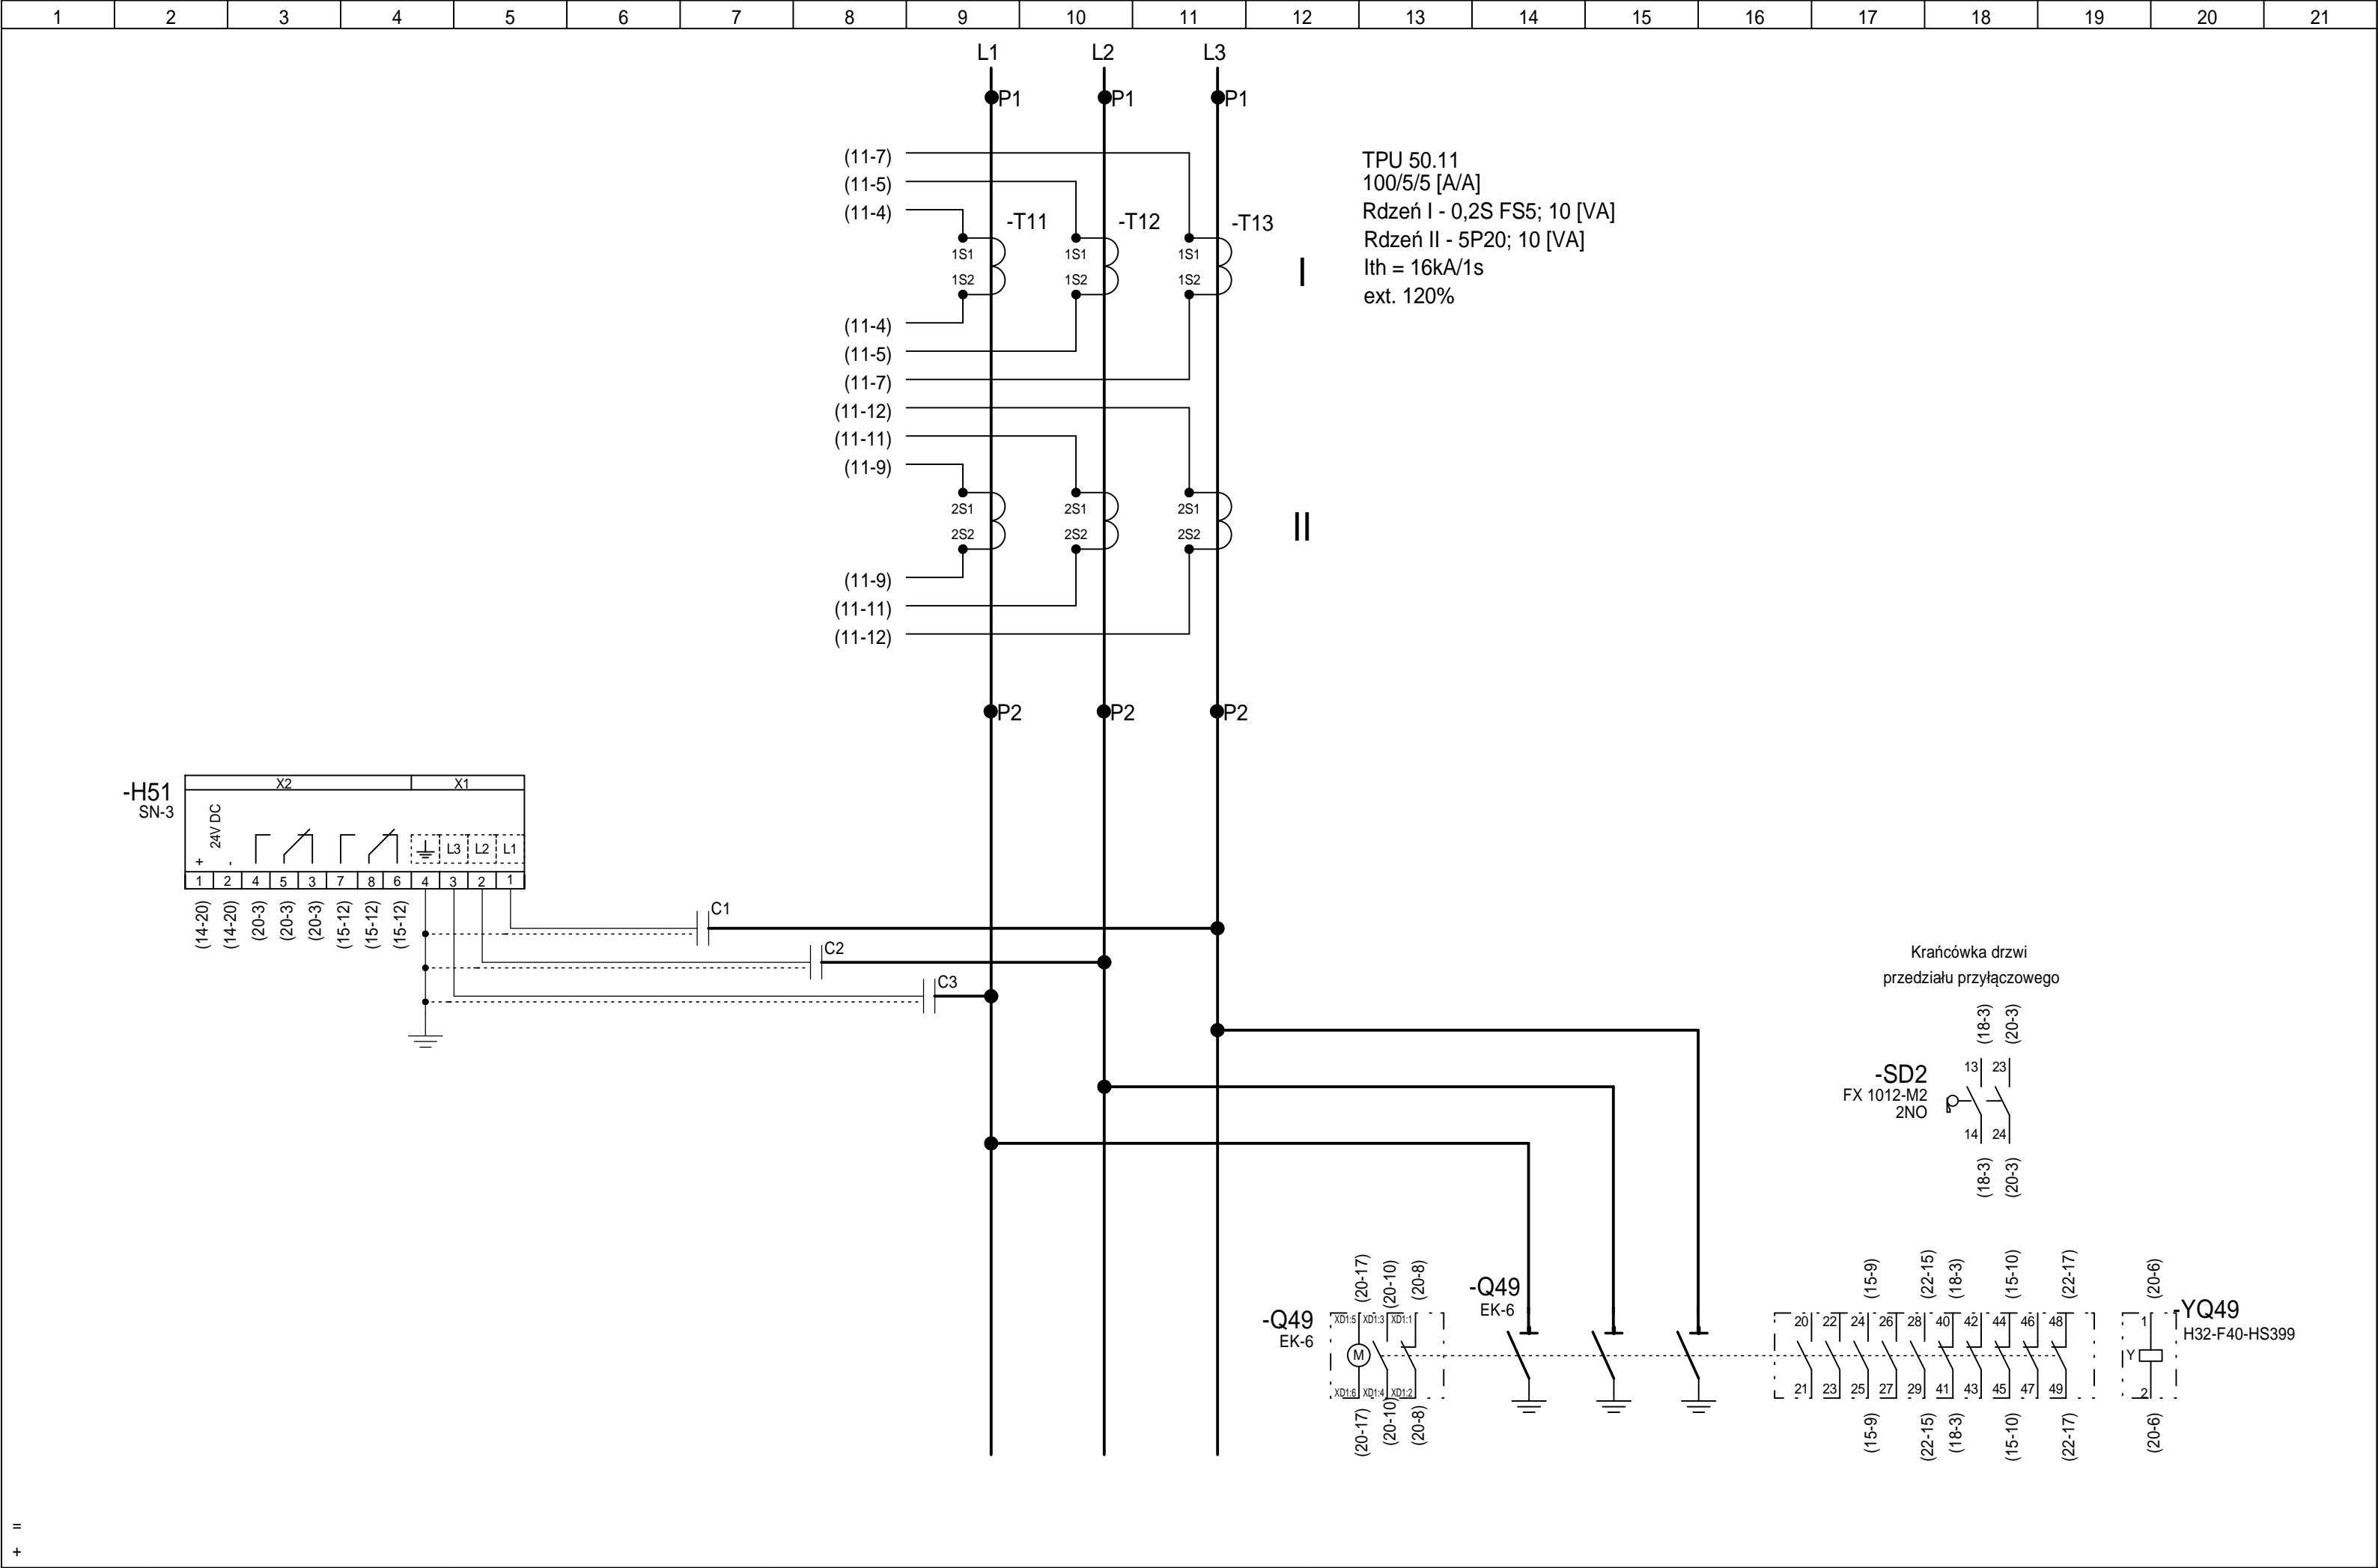 1 2 3 4 5 6 7 8 9 10 11 12 13 14 15 16 17 18 19 20 21
L1 L2 L3
P1 P1 P1
(11-7)
(11-5)
(11-4)
-T11 -T12 -T13
1S1 1S1 1S1
1S2 1S2 1S2
I
TPU 50.11
100/5/5 [A/A]
Rdzeń I - 0,2S FS5; 10 [VA]
Rdzeń II - 5P20; 10 [VA]
Ith = 16kA/1s
ext. 120%
(11-4)
(11-5)
(11-7)
(11-12)
(11-11)
(11-9)
2S1 2S1 2S1
2S2 2S2 2S2
II
(11-9)
(11-11)
(11-12)
P2 P2 P2
-H51
SN-3
X2 X1
24V DC
+ -
L3 L2 L1
1 2 4 5 3 7 8 6 4 3 2 1
(14-20) (14-20) (20-3) (20-3) (20-3) (15-12) (15-12) (15-12)
C1
C2
C3
Krańcówka drzwi
przedziału przyłączowego
(18-3) (20-3)
-SD2
FX 1012-M2
2NO
13 23
14 24
(18-3) (20-3)
(20-17) (20-10) (20-8)
-Q49
EK-6
XD1:5 XD1:3 XD1:1
M
XD1:6 XD1:4 XD1:2
(20-17) (20-10) (20-8)
-Q49
EK-6
(15-9) (22-15) (18-3) (15-10) (22-17)
20 22 24 26 28 40 42 44 46 48
21 23 25 27 29 41 43 45 47 49
(15-9) (22-15) (18-3) (15-10) (22-17)
(20-6)
-YQ49
H32-F40-HS399
1
Y
2
(20-6)
=
+